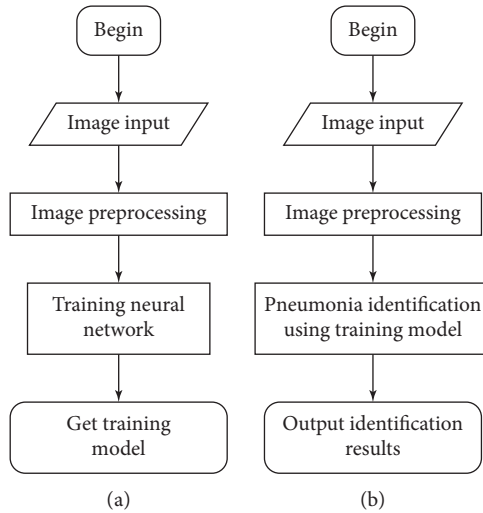 Begin
Image input
Image preprocessing
Training neural
network
Get training
model
(a)
Begin
Image input
Image preprocessing
Pneumonia identification
using training model
Output identification
results
(b)